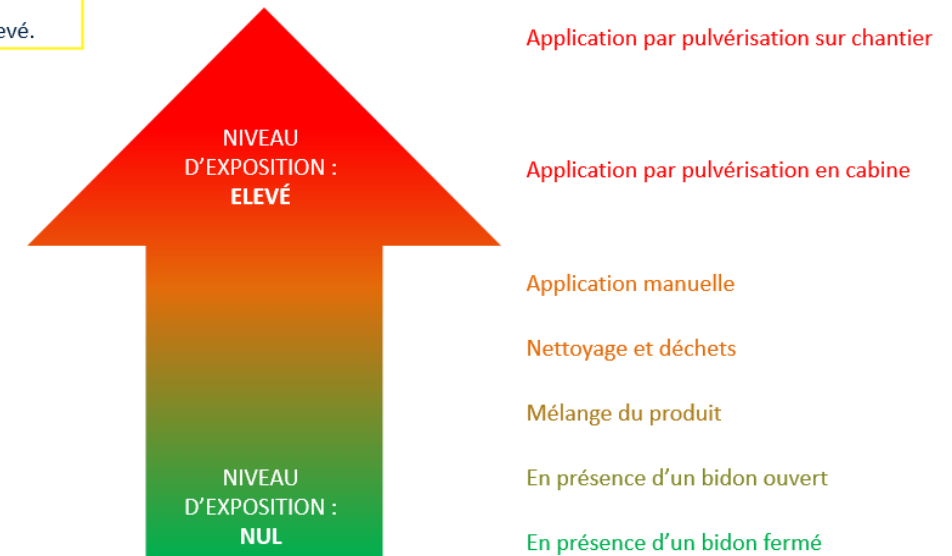 evé.
Application par pulvérisation sur chantier
NIVEAU
D’EXPOSITION :
ELEVÉ
Application par pulvérisation en cabine
Application manuelle
Nettoyage et déchets
Mélange du produit
NIVEAU
D’EXPOSITION :
NUL
En présence d’un bidon ouvert
En présence d’un bidon fermé